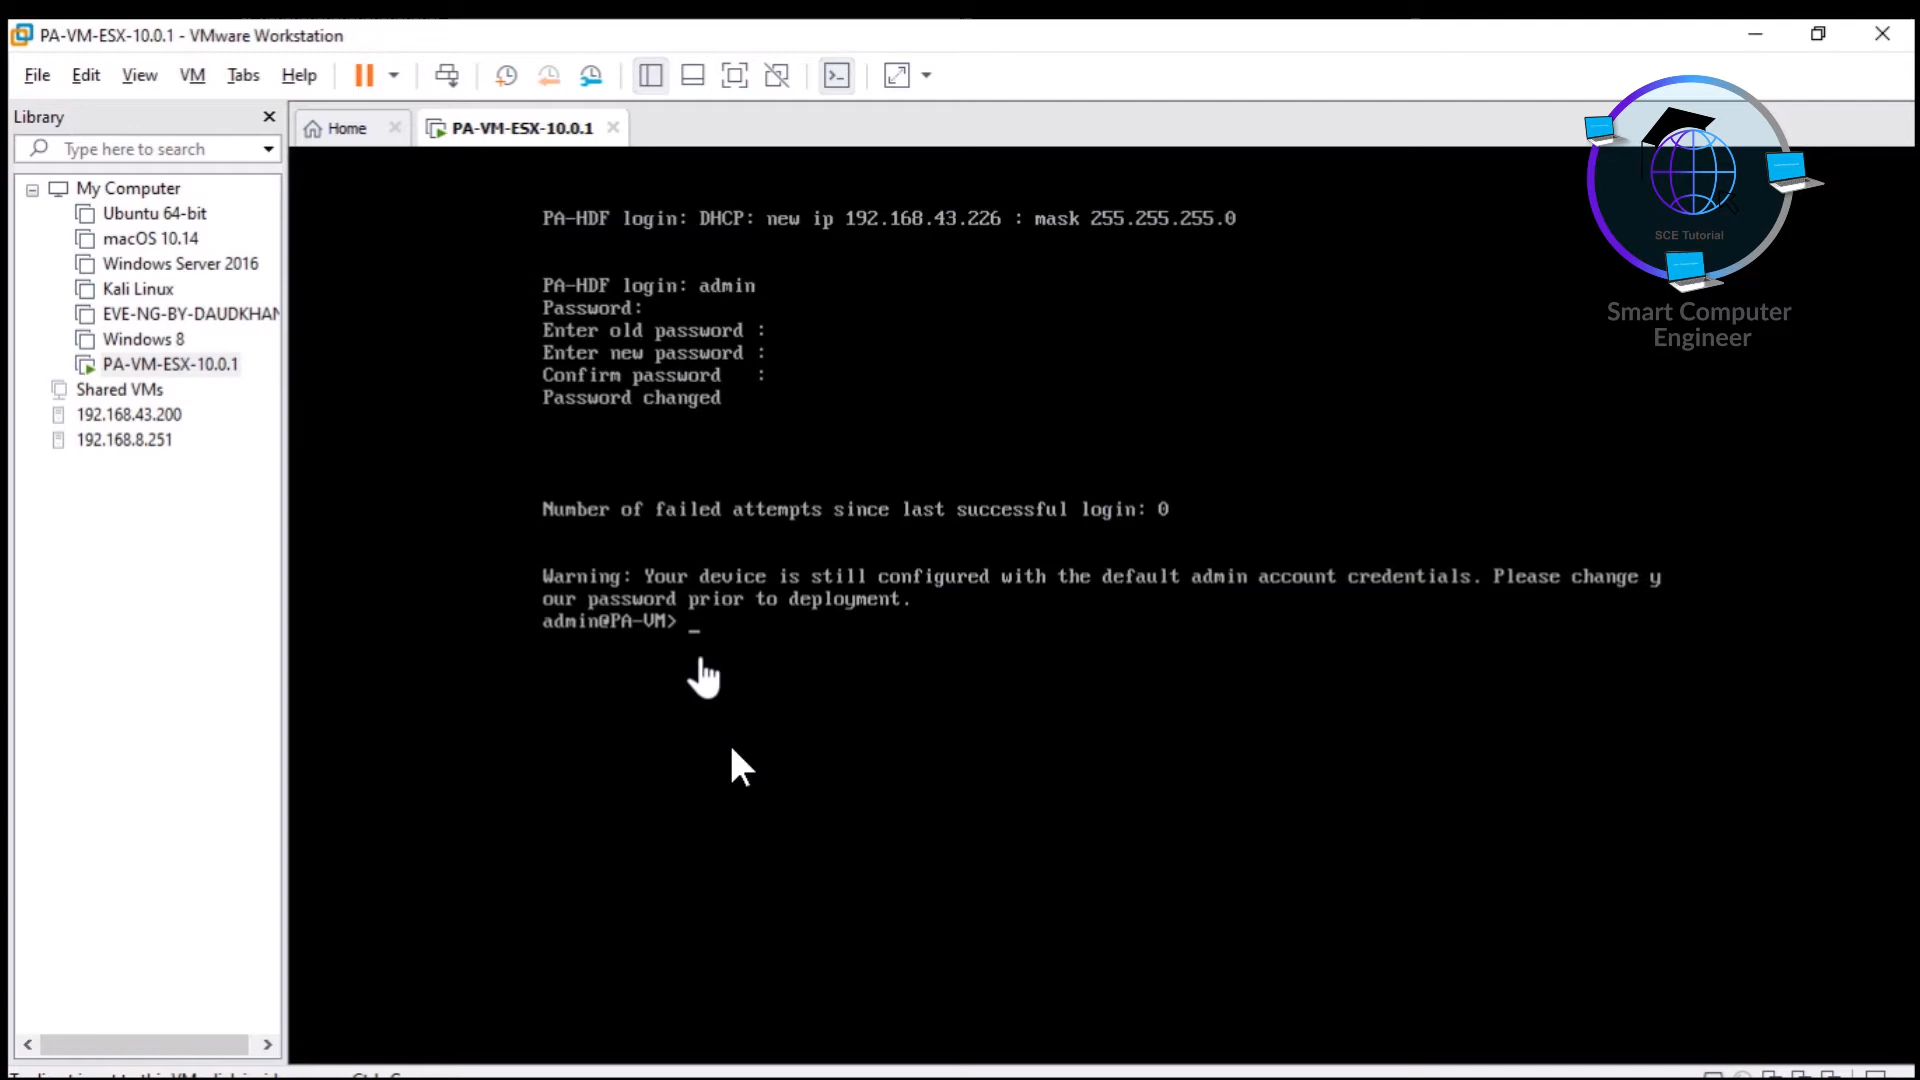 PA-VM-ESX-10.0.1 - VMware Workstation
File Edit View VM Tabs Help
Library
Type here to search
My Computer
Ubuntu 64-bit
macOS 10.14
Windows Server 2016
Kali Linux
EVE-NG-BY-DAUDKHAN
Windows 8
PA-VM-ESX-10.0.1
Shared VMs
192.168.43.200
192.168.8.251
Home
PA-VM-ESX-10.0.1
PA-HDF login: DHCP: new ip 192.168.43.226 : mask 255.255.255.0
PA-HDF login: admin
Password:
Enter old password :
Enter new password :
Confirm password   :
Password changed
Number of failed attempts since last successful login: 0
Warning: Your device is still configured with the default admin account credentials. Please change y
our password prior to deployment.
admin@PA-VM> _
SCE Tutorial
Smart Computer
Engineer